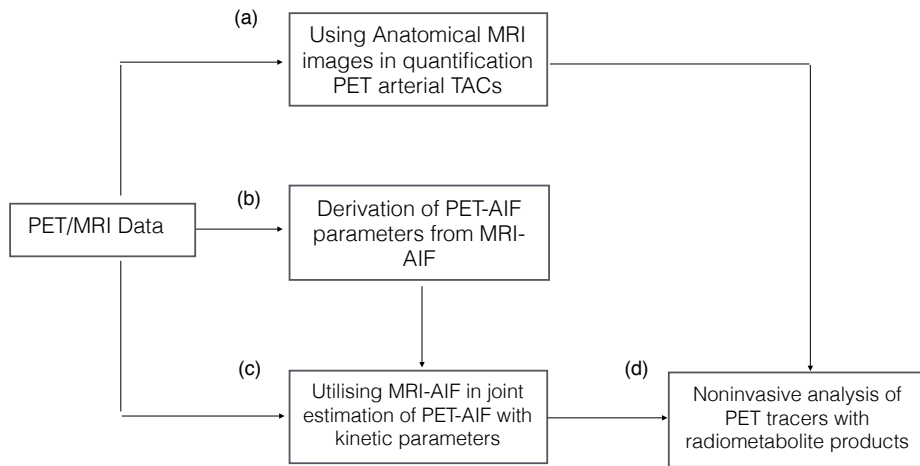 (a)
Using Anatomical MRI
images in quantification
PET arterial TACs
(b)
PET/MRI Data
Derivation of PET-AIF
parameters from MRI-
AIF
(c)
Utilising MRI-AIF in joint
estimation of PET-AIF with
kinetic parameters
(d)
Noninvasive analysis of
PET tracers with
radiometabolite products